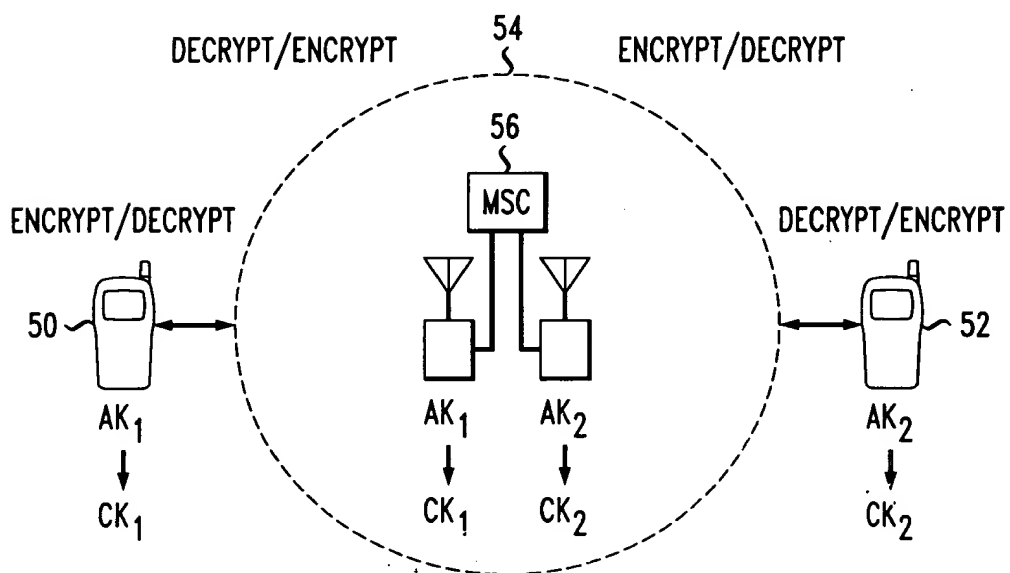 54
DECRYPT/ENCRYPT ENCRYPT/DECRYPT
56
MSC
ENCRYPT/DECRYPT DECRYPT/ENCRYPT
50 52
AK1 AK1 AK2 AK2
CK1 CK1 CK2 CK2